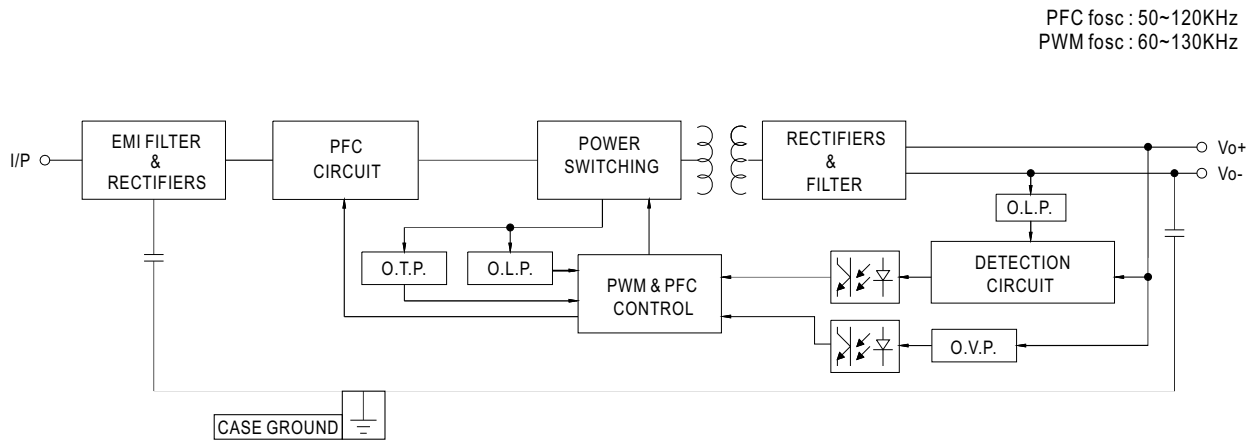 PFC fosc : 50~120KHz
PWM fosc : 60~130KHz
I/P
EMI FILTER
&
RECTIFIERS
PFC
CIRCUIT
POWER
SWITCHING
RECTIFIERS
&
FILTER
Vo+
Vo-
O.L.P.
O.T.P.
O.L.P.
PWM & PFC
CONTROL
DETECTION
CIRCUIT
O.V.P.
CASE GROUND